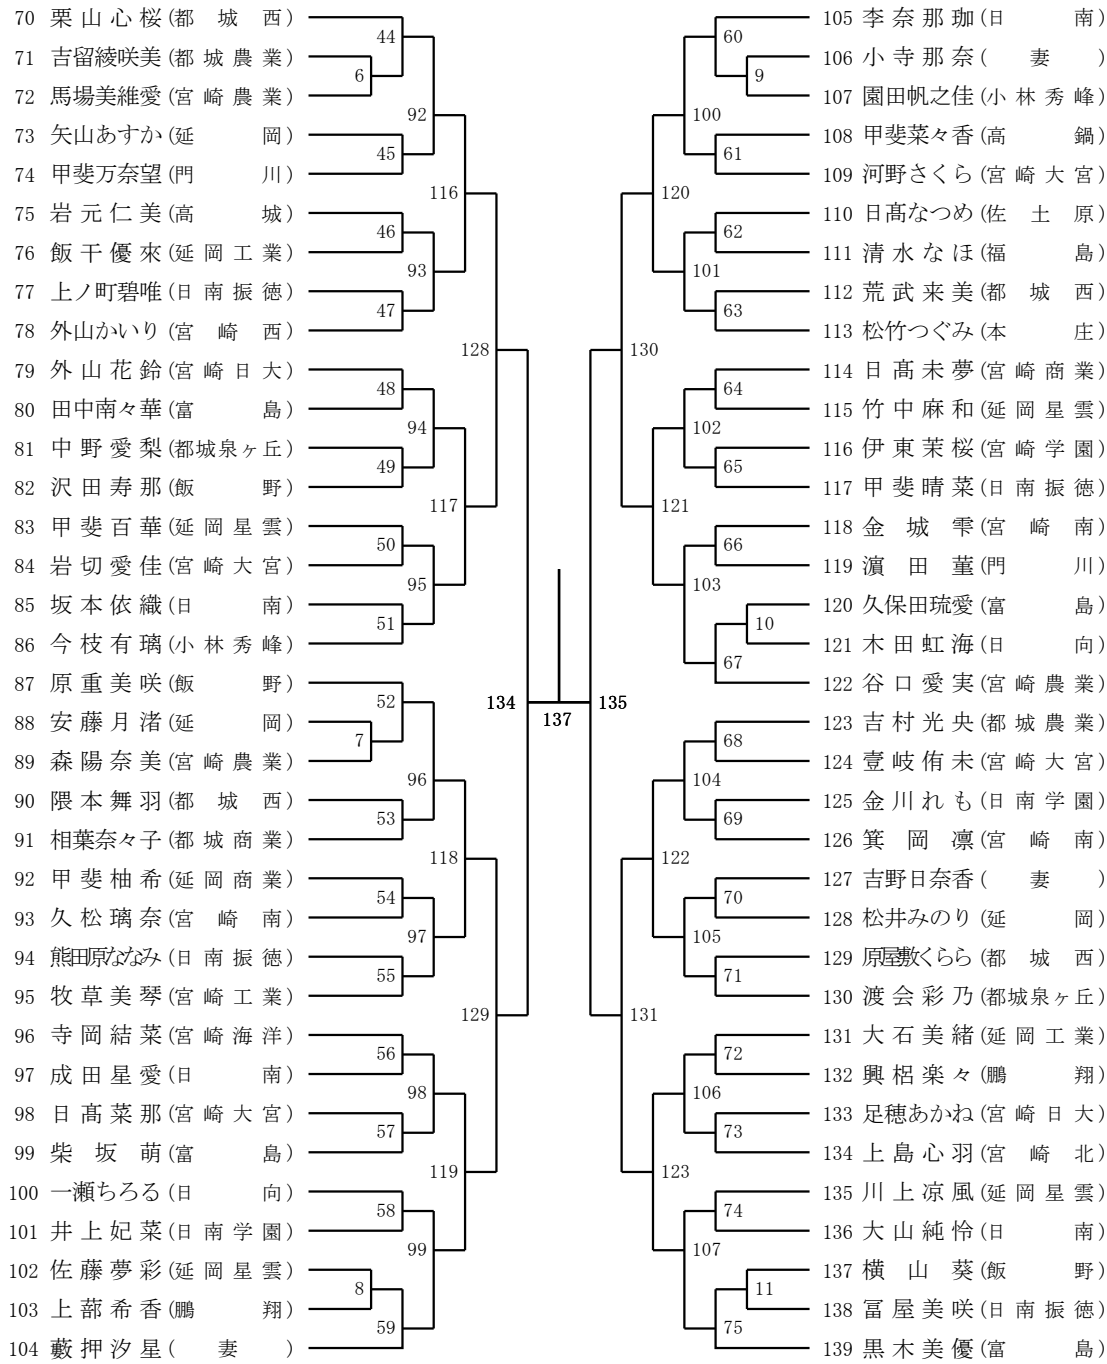 70 栗山心桜(都城西)
71 吉留綾咲美(都城農業)
72 馬場美維愛(宮崎農業)
73 矢山あすか(延岡)
74 甲斐万奈望(門川)
75 岩元仁美(高城)
76 飯干優來(延岡工業)
77 上ノ町碧唯(日南振徳)
78 外山かいり(宮崎西)
79 外山花鈴(宮崎日大)
80 田中南々華(富島)
81 中野愛梨(都城泉ヶ丘)
82 沢田寿那(飯野)
83 甲斐百華(延岡星雲)
84 岩切愛佳(宮崎大宮)
85 坂本依織(日南)
86 今枝有璃(小林秀峰)
87 原重美咲(飯野)
88 安藤月渚(延岡)
89 森陽奈美(宮崎農業)
90 隈本舞羽(都城西)
91 相葉奈々子(都城商業)
92 甲斐柚希(延岡商業)
93 久松璃奈(宮崎南)
94 熊田原ななみ(日南振徳)
95 牧草美琴(宮崎工業)
96 寺岡結菜(宮崎海洋)
97 成田星愛(日南)
98 日髙菜那(宮崎大宮)
99 柴坂萌(富島)
100 一瀬ちろる(日向)
101 井上妃菜(日南学園)
102 佐藤夢彩(延岡星雲)
103 上蔀希香(鵬翔)
104 藪押汐星(妻)
44
6
92
45
116
46
93
47
128
48
94
49
117
50
95
51
134
52
7
96
53
118
54
97
55
129
56
98
57
119
58
99
8
59
137
135
60
9
100
61
120
62
101
63
130
64
102
65
121
66
103
10
67
68
104
69
122
70
105
71
131
72
106
73
123
74
107
11
75
105 李奈那珈(日南)
106 小寺那奈(妻)
107 園田帆之佳(小林秀峰)
108 甲斐菜々香(高鍋)
109 河野さくら(宮崎大宮)
110 日髙なつめ(佐土原)
111 清水なほ(福島)
112 荒武来美(都城西)
113 松竹つぐみ(本庄)
114 日髙未夢(宮崎商業)
115 竹中麻和(延岡星雲)
116 伊東茉桜(宮崎学園)
117 甲斐晴菜(日南振徳)
118 金城雫(宮崎南)
119 濵田菫(門川)
120 久保田琉愛(富島)
121 木田虹海(日向)
122 谷口愛実(宮崎農業)
123 吉村光央(都城農業)
124 壹岐侑未(宮崎大宮)
125 金川れも(日南学園)
126 箕岡凛(宮崎南)
127 吉野日奈香(妻)
128 松井みのり(延岡)
129 原屋敷くらら(都城西)
130 渡会彩乃(都城泉ヶ丘)
131 大石美緒(延岡工業)
132 興梠楽々(鵬翔)
133 足穂あかね(宮崎日大)
134 上島心羽(宮崎北)
135 川上凉風(延岡星雲)
136 大山純怜(日南)
137 横山葵(飯野)
138 冨屋美咲(日南振徳)
139 黒木美優(富島)